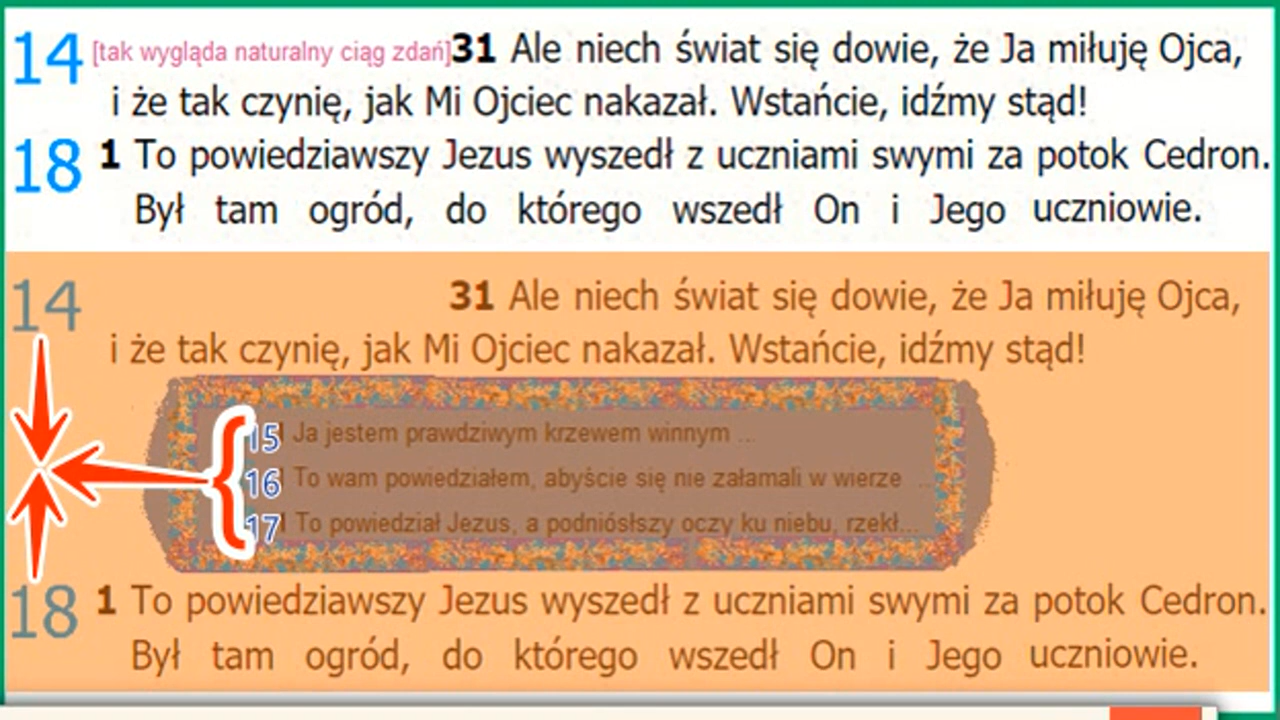 14 [tak wygląda naturalny ciąg zdań]31 Ale niech świat się dowie, że Ja miłuję Ojca,
i że tak czynię, jak Mi Ojciec nakazał. Wstańcie, idźmy stąd!
18 1 To powiedziawszy Jezus wyszedł z uczniami swymi za potok Cedron.
Był tam ogród, do którego wszedł On i Jego uczniowie.
14 31 Ale niech świat się dowie, że Ja miłuję Ojca,
i że tak czynię, jak Mi Ojciec nakazał. Wstańcie, idźmy stąd!
15 Ja jestem prawdziwym krzewem winnym ...
16 To wam powiedziałem, abyście się nie załamali w wierze ...
17 To powiedział Jezus, a podniósłszy oczy ku niebu, rzekł...
18 1 To powiedziawszy Jezus wyszedł z uczniami swymi za potok Cedron.
Był tam ogród, do którego wszedł On i Jego uczniowie.